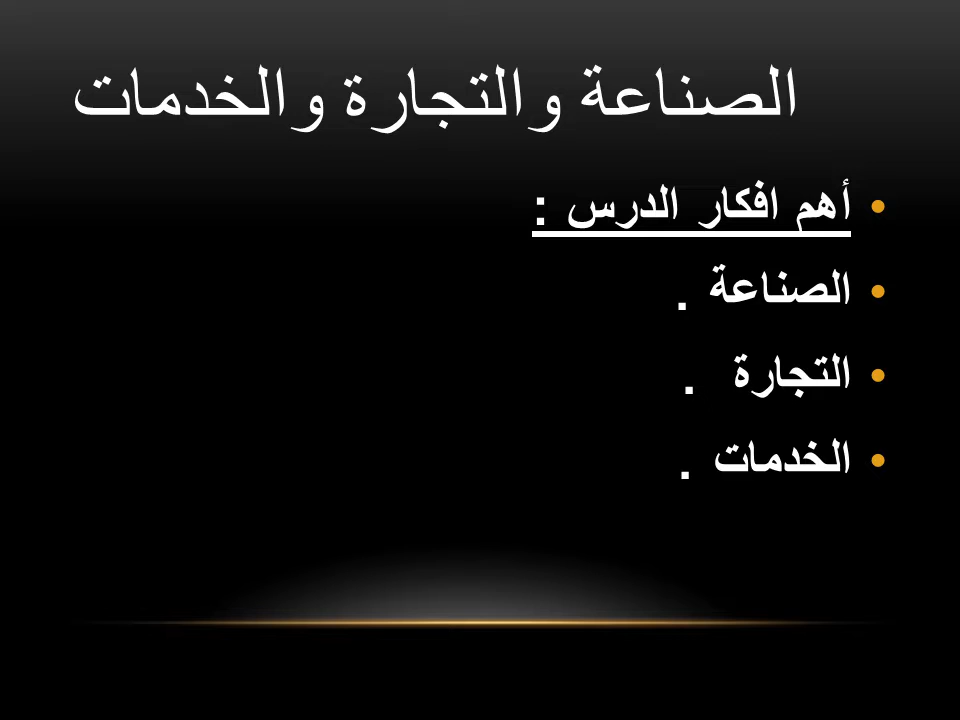 الصناعة والتجارة والخدمات
• أهم افكار الدرس :
• الصناعة .
• التجارة .
• الخدمات .